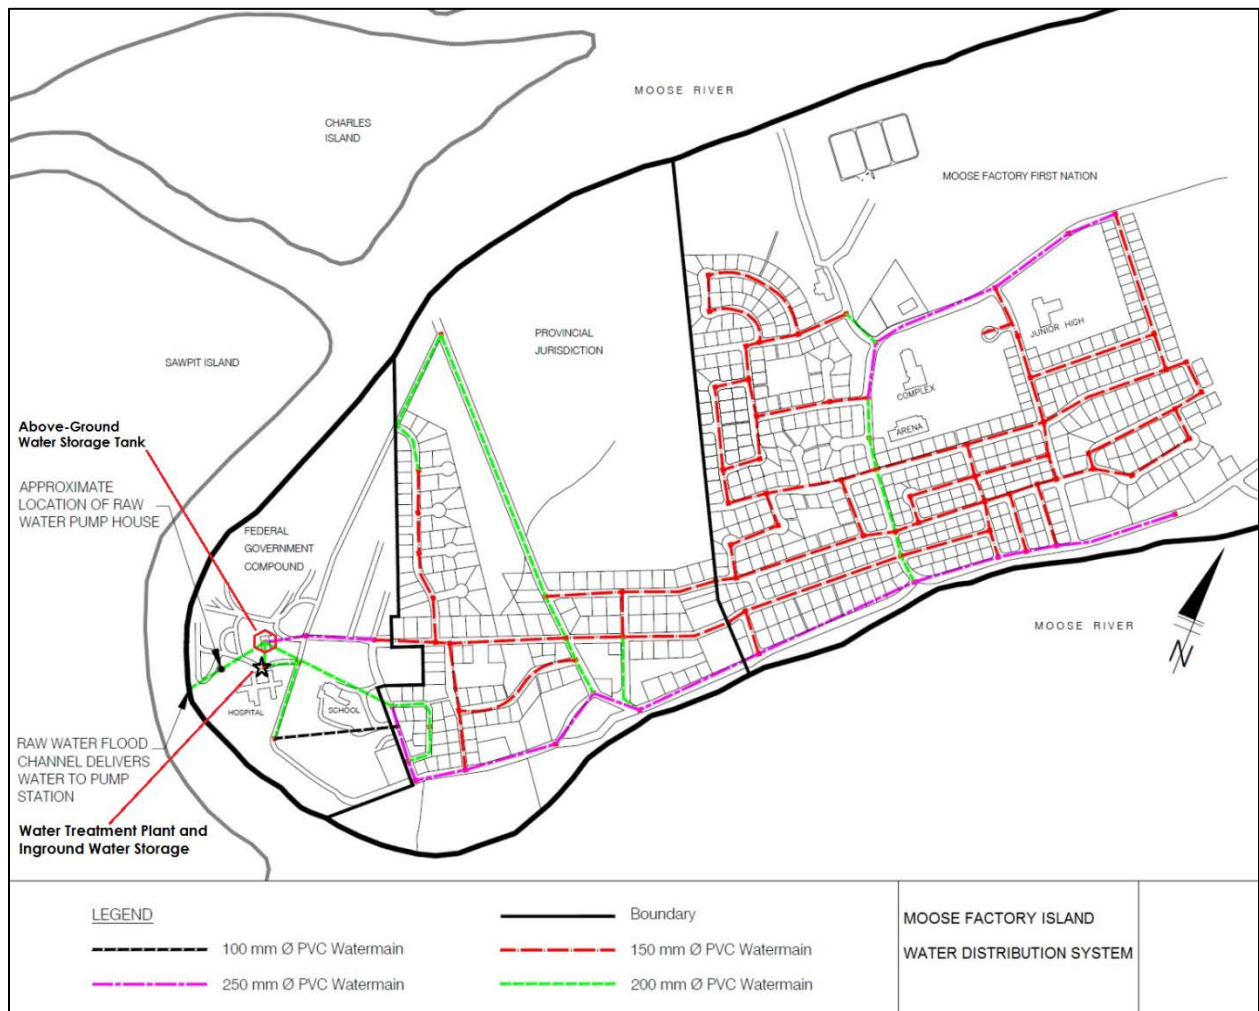 MOOSE RIVER
CHARLES
ISLAND
MOOSE FACTORY FIRST NATION
PROVINCIAL
JURISDICTION
JUNIOR HIGH
SAWPIT ISLAND
COMPLEX
ARENA
Above-Ground
Water Storage Tank
APPROXIMATE
LOCATION OF RAW
WATER PUMP HOUSE
FEDERAL
GOVERNMENT
COMPOUND
MOOSE RIVER
N
HOSPITAL
SCHOOL
RAW WATER FLOOD
CHANNEL DELIVERS
WATER TO PUMP
STATION
Water Treatment Plant and
Inground Water Storage
LEGEND
100 mm Ø PVC Watermain
250 mm Ø PVC Watermain
Boundary
150 mm Ø PVC Watermain
200 mm Ø PVC Watermain
MOOSE FACTORY ISLAND
WATER DISTRIBUTION SYSTEM